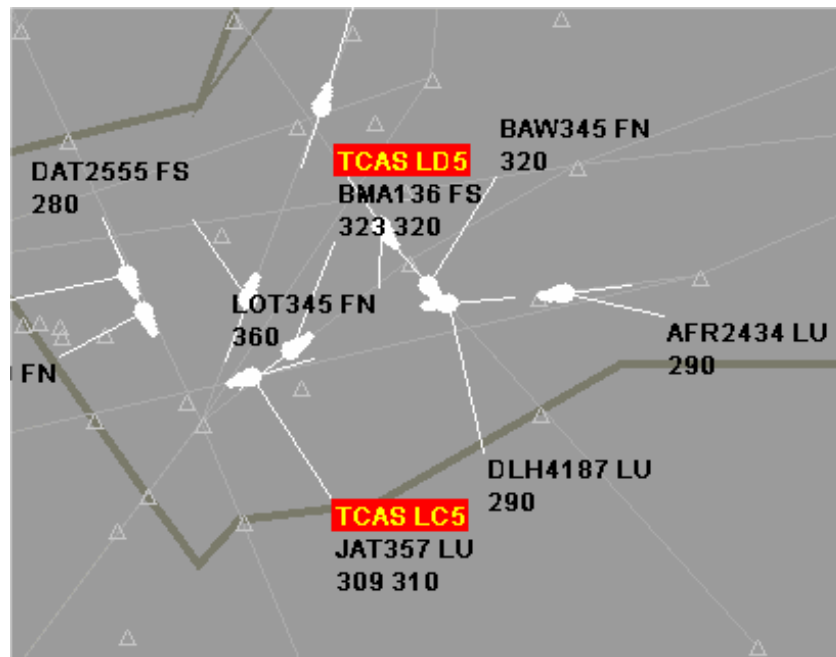 DAT2555 FS
280
TCAS LD5
BMA136 FS
323 320
BAW345 FN
320
LOT345 FN
360
AFR2434 LU
290
FN
DLH4187 LU
290
TCAS LC5
JAT357 LU
309 310